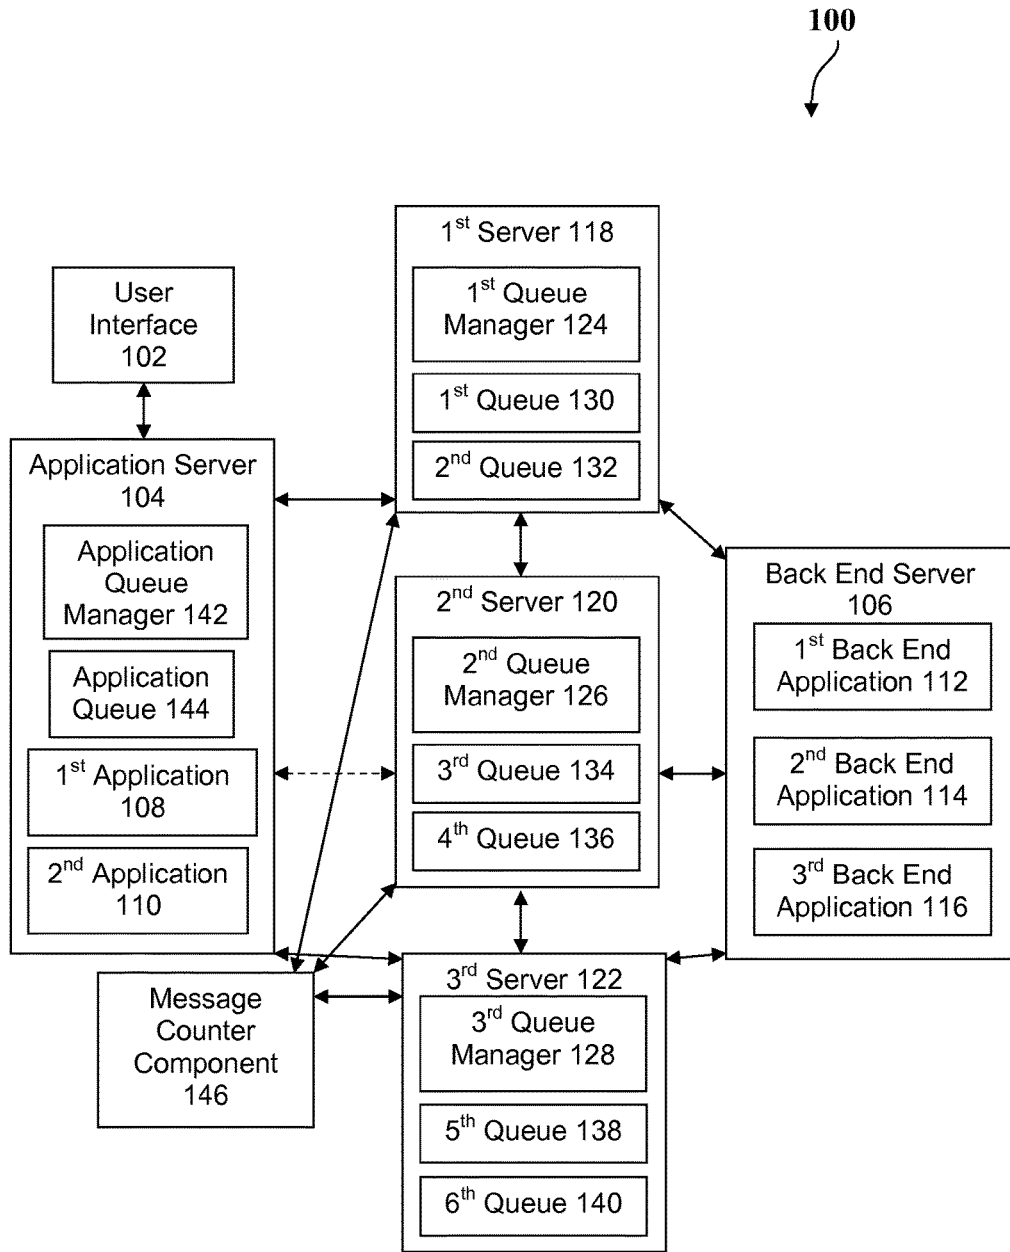 100
1st Server 118
1st Queue
Manager 124
1st Queue 130
2nd Queue 132
User
Interface
102
Application Server
104
Application
Queue
Manager 142
Application
Queue 144
1st Application
108
2nd Application
110
2nd Server 120
2nd Queue
Manager 126
3rd Queue 134
4th Queue 136
Back End Server
106
1st Back End
Application 112
2nd Back End
Application 114
3rd Back End
Application 116
Message
Counter
Component
146
3rd Server 122
3rd Queue
Manager 128
5th Queue 138
6th Queue 140